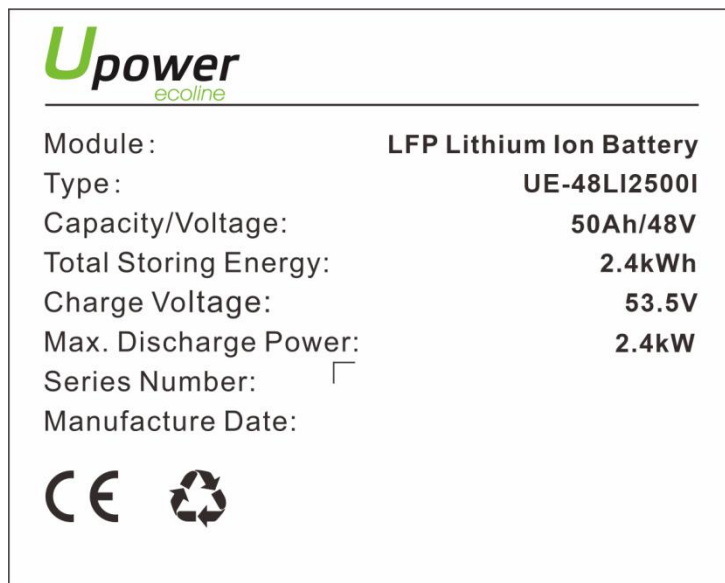 Upower
ecoline
Module: LFP Lithium Ion Battery
Type: UE-48LI2500I
Capacity/Voltage: 50Ah/48V
Total Storing Energy: 2.4kWh
Charge Voltage: 53.5V
Max. Discharge Power: 2.4kW
Series Number:
Manufacture Date:
CE